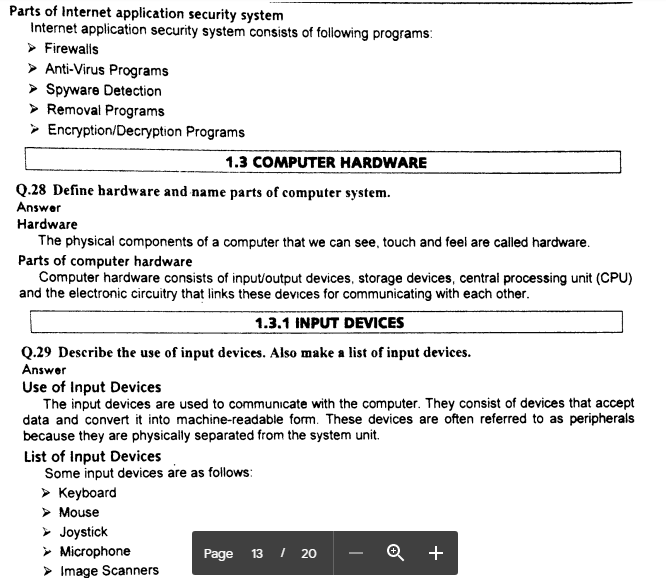 Parts of Internet application security system
Internet application security system consists of following programs:
➢ Firewalls
➢ Anti-Virus Programs
➢ Spyware Detection
➢ Removal Programs
➢ Encryption/Decryption Programs
1.3 COMPUTER HARDWARE
Q.28 Define hardware and name parts of computer system.
Answer
Hardware
The physical components of a computer that we can see, touch and feel are called hardware.
Parts of computer hardware
Computer hardware consists of input/output devices, storage devices, central processing unit (CPU)
and the electronic circuitry that links these devices for communicating with each other.
1.3.1 INPUT DEVICES
Q.29 Describe the use of input devices. Also make a list of input devices.
Answer
Use of Input Devices
The input devices are used to communicate with the computer. They consist of devices that accept
data and convert it into machine-readable form. These devices are often referred to as peripherals
because they are physically separated from the system unit.
List of Input Devices
Some input devices are as follows:
➢ Keyboard
➢ Mouse
➢ Joystick
➢ Microphone
➢ Image Scanners
Page 13 / 20 — +